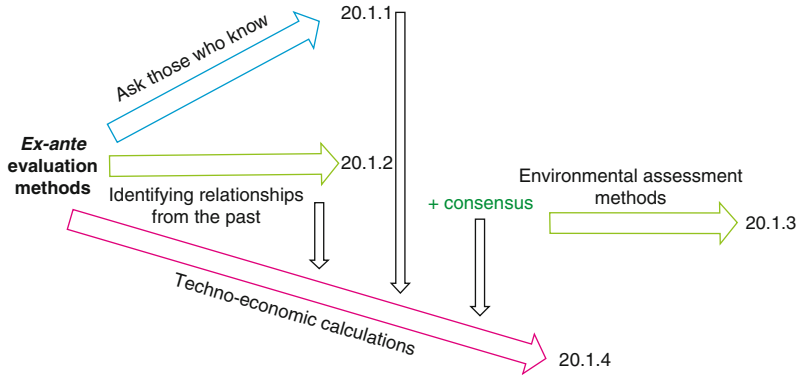 20.1.1
Ask those who know
Ex-ante
evaluation
methods
20.1.2
Identifying relationships
from the past
+ consensus
Environmental assessment
methods
20.1.3
Techno-economic calculations
20.1.4